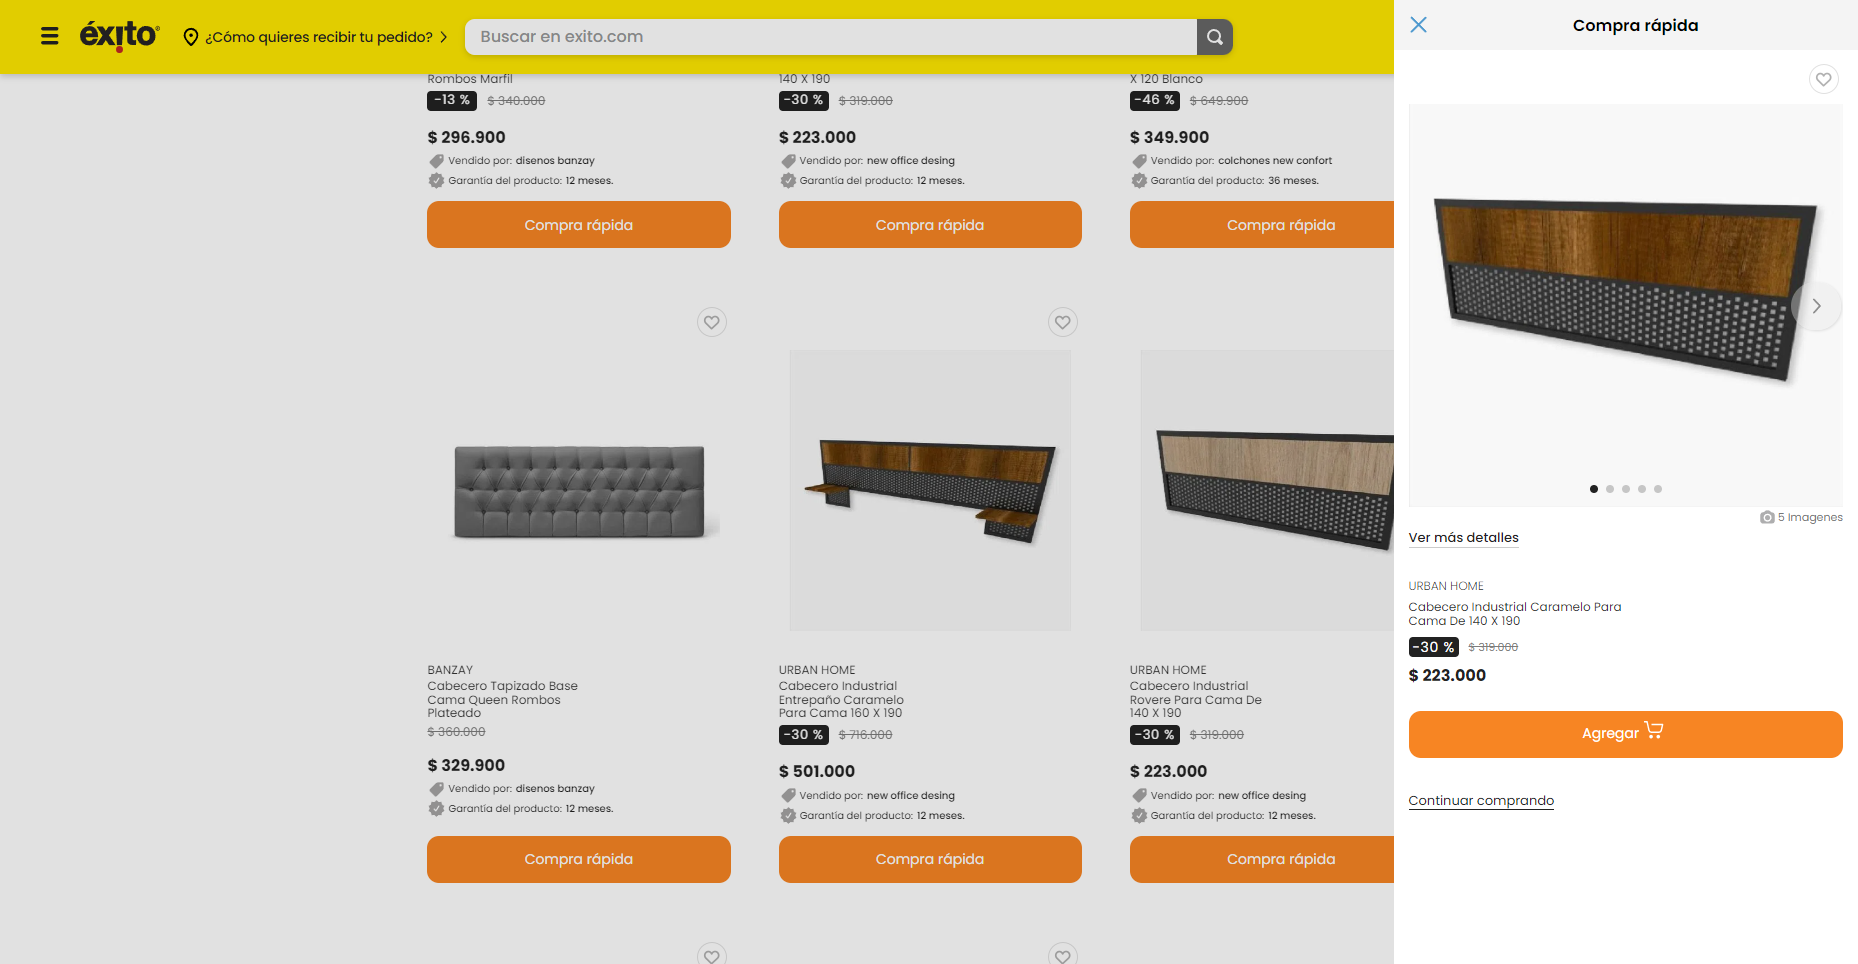 éxito
¿Cómo quieres recibir tu pedido?
Buscar en exito.com
Rombos Marfil
-13 % $ 340.000
$ 296.900
Vendido por: disenos banzay
Garantía del producto: 12 meses.
Compra rápida
140 X 190
-30 % $ 319.000
$ 223.000
Vendido por: new office desing
Garantía del producto: 12 meses.
Compra rápida
X 120 Blanco
-46 % $ 649.900
$ 349.900
Vendido por: colchones new confort
Garantía del producto: 36 meses.
Compra rápida
BANZAY
Cabecero Tapizado Base
Cama Queen Rombos
Plateado
$ 360.000
$ 329.900
Vendido por: disenos banzay
Garantía del producto: 12 meses.
Compra rápida
URBAN HOME
Cabecero Industrial
Entrepaño Caramelo
Para Cama 160 X 190
-30 % $ 716.000
$ 501.000
Vendido por: new office desing
Garantía del producto: 12 meses.
Compra rápida
URBAN HOME
Cabecero Industrial
Rovere Para Cama De
140 X 190
-30 % $ 319.000
$ 223.000
Vendido por: new office desing
Garantía del producto: 12 meses.
Compra rápida
Compra rápida
5 Imagenes
Ver más detalles
URBAN HOME
Cabecero Industrial Caramelo Para
Cama De 140 X 190
-30 % $ 319.000
$ 223.000
Agregar
Continuar comprando